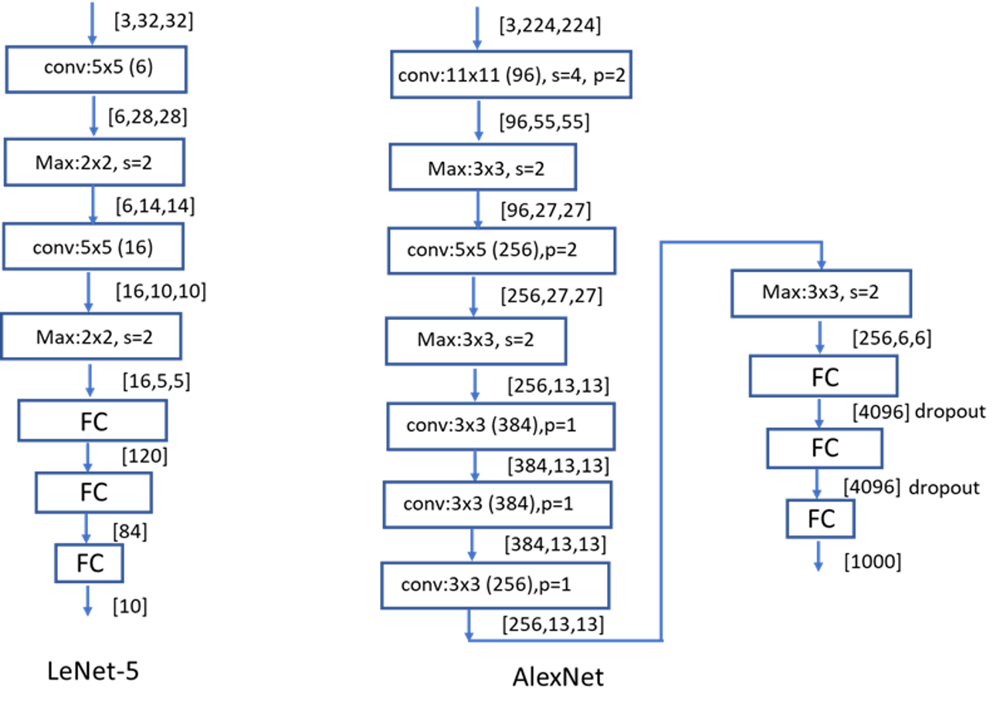 [3,32,32]
conv:5x5 (6)
[6,28,28]
Max:2x2, s=2
[6,14,14]
conv:5x5 (16)
[16,10,10]
Max:2x2, s=2
[16,5,5]
FC
[120]
FC
[84]
FC
[10]
LeNet-5
[3,224,224]
conv:11x11 (96), s=4, p=2
[96,55,55]
Max:3x3, s=2
[96,27,27]
conv:5x5 (256),p=2
[256,27,27]
Max:3x3, s=2
[256,13,13]
conv:3x3 (384),p=1
[384,13,13]
conv:3x3 (384),p=1
[384,13,13]
conv:3x3 (256),p=1
[256,13,13]
Max:3x3, s=2
[256,6,6]
FC
[4096] dropout
FC
[4096] dropout
FC
[1000]
AlexNet